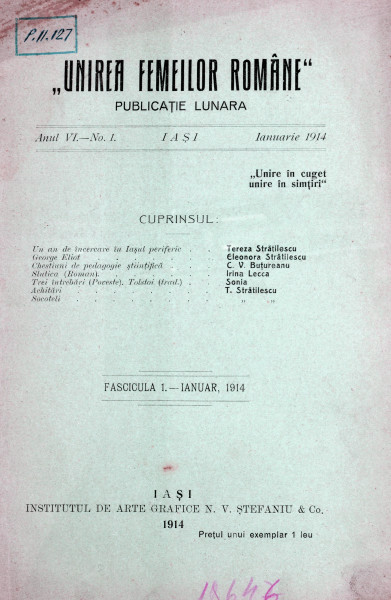 P.II.127
„UNIREA FEMEILOR ROMÂNE“
PUBLICAȚIE LUNARA
Anul VI.—No. I. IAȘI Ianuarie 1914
„Unire în cuget
unire în simțiri“
CUPRINSUL:
Un an de încercare în Iașul periferic . . Tereza Strătilescu
George Eliot . . . . . . . Eleonora Strătilescu
Chestiuni de pedagogie științifică . . . C. V. Buțureanu
Slatica (Roman). . . . . . . Irina Lecca
Trei întrebări (Poveste), Tolstoi (trad.) . . Sonia
Achitări . . . . . . . . T. Strătilescu
Socoteli . . . . . . . . „ „
FASCICULA 1.—IANUAR, 1914
IAȘI
INSTITUTUL DE ARTE GRAFICE N. V. ȘTEFANIU & Co.
1914
Prețul unui exemplar 1 leu